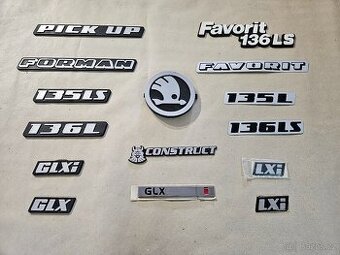 PICK UP
Favorit
136 LS
FORMAN
FAVORIT
135LS
135L
136L
136LS
CONSTRUCT
GLXi
LXi
GLX
GLX
LXi